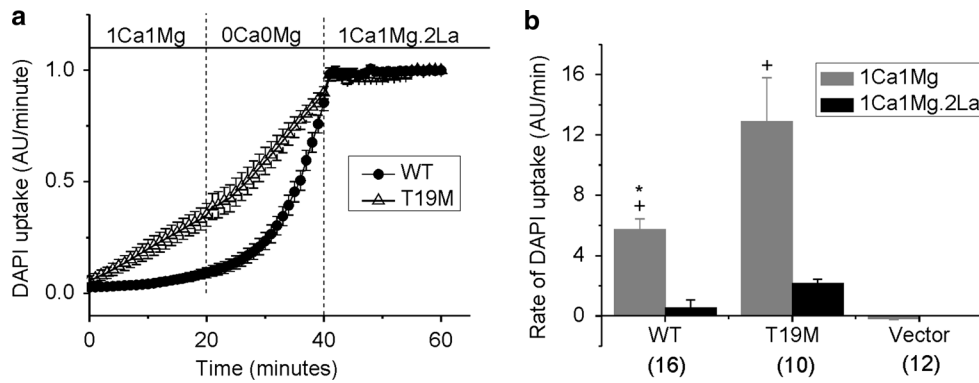 a
1Ca1Mg 0Ca0Mg 1Ca1Mg.2La
DAPI uptake (AU/minute)
1.0
0.5
0.0
WT
T19M
0 20 40 60
Time (minutes)
b
Rate of DAPI uptake (AU/min)
16
12
8
4
0
1Ca1Mg
1Ca1Mg.2La
*
+
+
WT T19M Vector
(16) (10) (12)